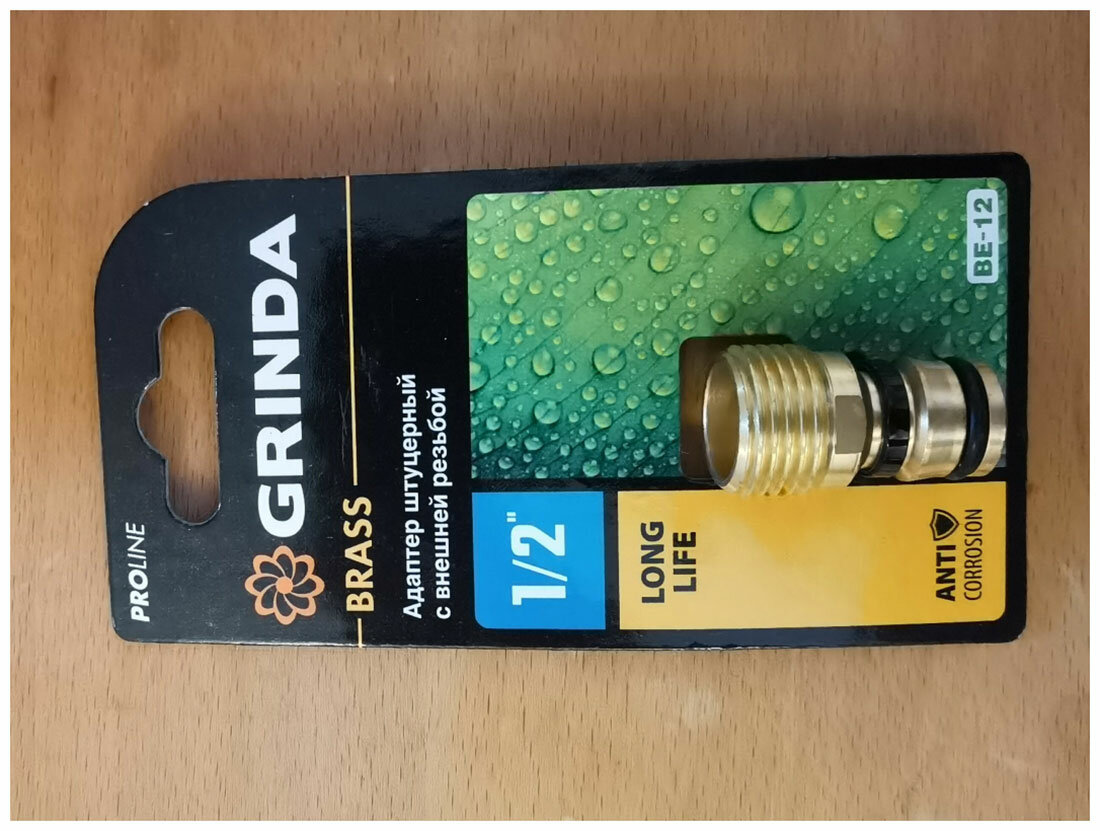 PROLINE
GRINDA
BRASS
Адаптер штуцерный
с внешней резьбой
1/2"
LONG
LIFE
ANTI
CORROSION
BE-12